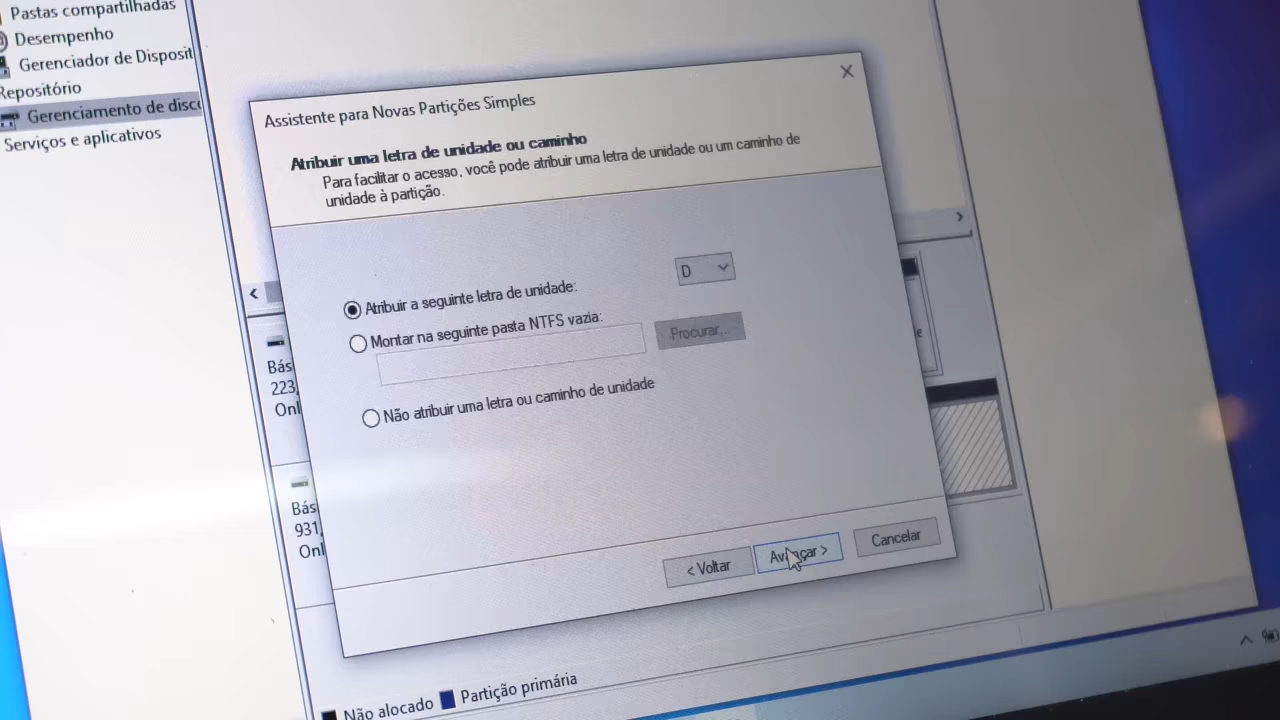 Pastas compartilhadas
Desempenho
Gerenciador de Disposit
Repositório
Gerenciamento de disco
Serviços e aplicativos
Assistente para Novas Partições Simples
Atribuir uma letra de unidade ou caminho
Para facilitar o acesso, você pode atribuir uma letra de unidade ou um caminho de
unidade à partição.
Atribuir a seguinte letra de unidade:
D
Montar na seguinte pasta NTFS vazia:
Procurar...
Não atribuir uma letra ou caminho de unidade
< Voltar
Avançar >
Cancelar
Bás
223,
Onl
Bás
931,
Onl
e
Não alocado
Partição primária